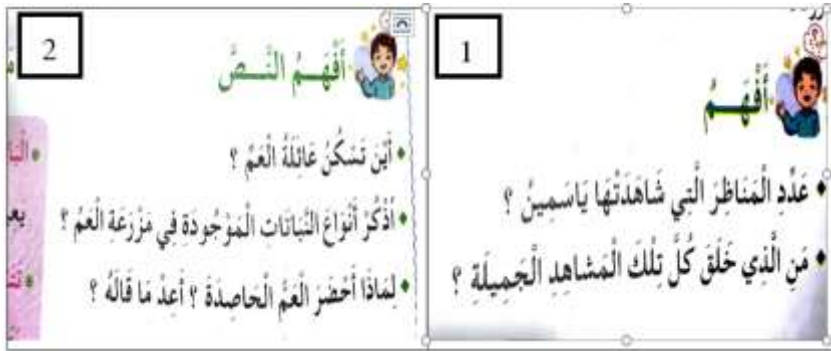 1
أَفْهَمُ
• عَدِّدِ الْمَنَاظِرَ الَّتِي شَاهَدَتْهَا يَاسَمِينُ ؟
• مَنِ الَّذِي خَلَقَ كُلَّ تِلْكَ الْمَشَاهِدِ الْجَمِيلَةِ ؟
2
أَفْهَمُ النَّصَّ
• أَيْنَ تَسْكُنُ عَائِلَةُ الْعَمِّ ؟
• أُذْكُرْ أَنْوَاعَ النَّبَاتَاتِ الْمَوْجُودَةِ فِي مَزْرَعَةِ الْعَمِّ ؟
• لِمَاذَا أَحْضَرَ الْعَمُّ الْحَاصِدَةَ ؟ أَعِدْ مَا قَالَهُ ؟